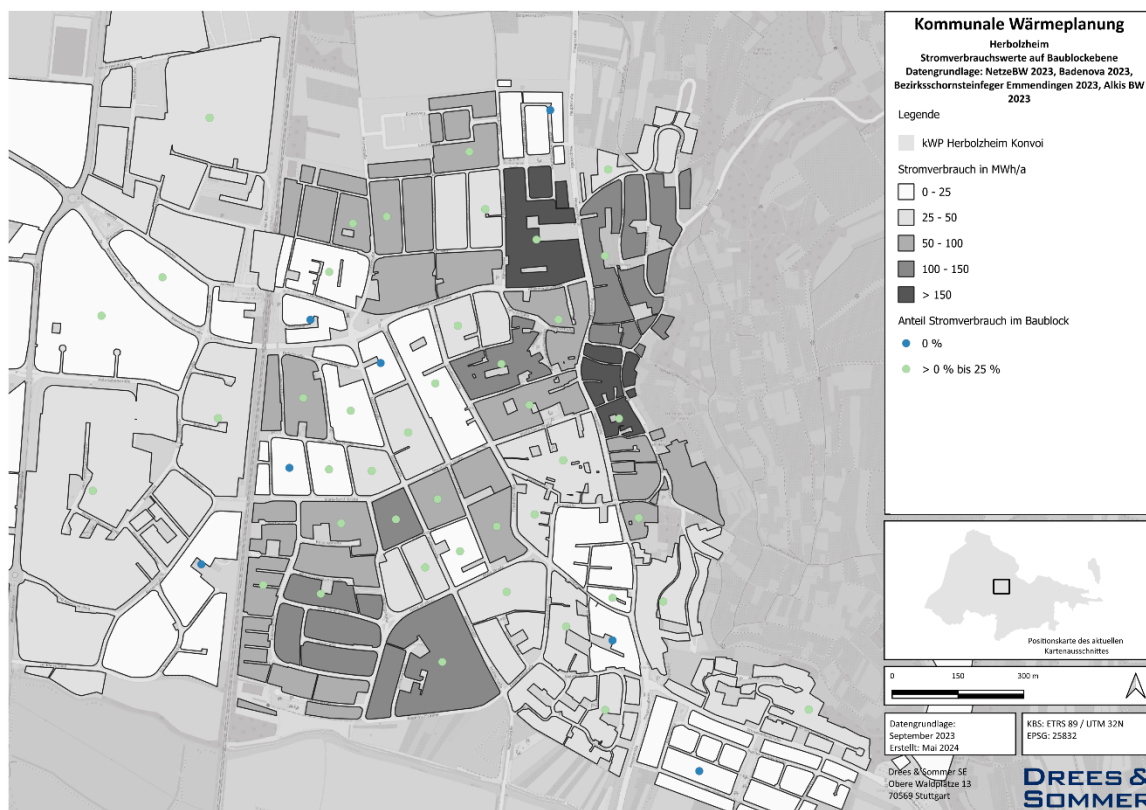 Kommunale Wärmeplanung
Herbolzheim
Stromverbrauchswerte auf Baublockebene
Datengrundlage: NetzeBW 2023, Badenova 2023,
Bezirksschornsteinfeger Emmendingen 2023, Alkis BW
2023
Legende
kWP Herbolzheim Konvoi
Stromverbrauch in MWh/a
0 - 25
25 - 50
50 - 100
100 - 150
> 150
Anteil Stromverbrauch im Baublock
0 %
> 0 % bis 25 %
Positionskarte des aktuellen
Kartenausschnittes
0 150 300 m
Datengrundlage:
September 2023
Erstellt: Mai 2024
KBS: ETRS 89 / UTM 32N
EPSG: 25832
Drees & Sommer SE
Obere Waldplätze 13
70569 Stuttgart
DREES &
SOMMER